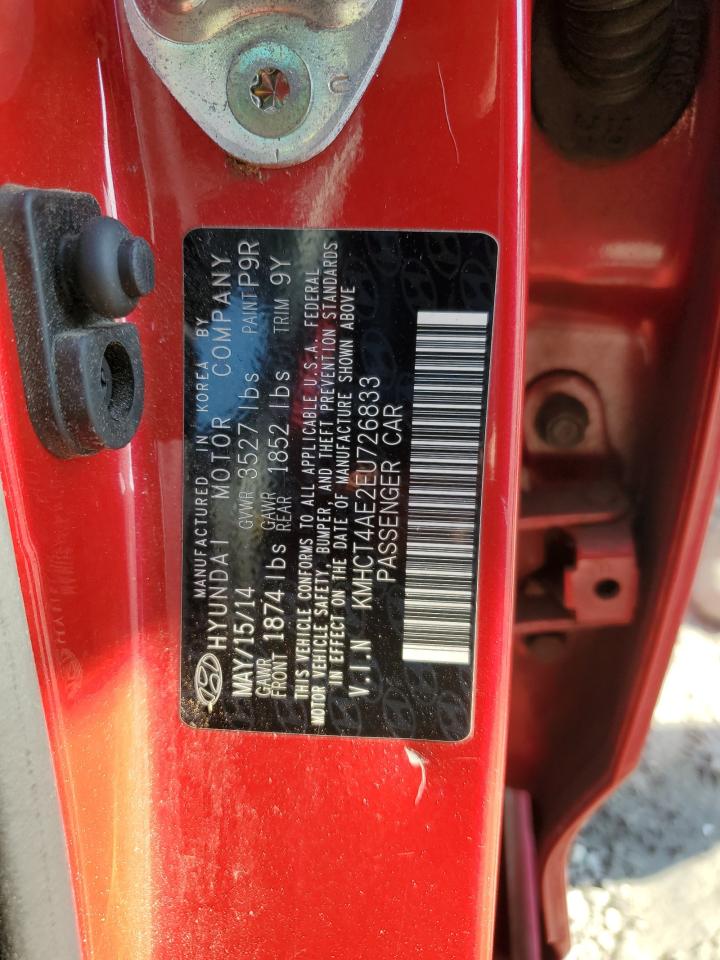 MANUFACTURED IN KOREA BY
HYUNDAI MOTOR COMPANY
MAY/15/14 GVWR 3527 lbs PAINT P9R
GAWR FRONT 1874 lbs GAWR REAR 1852 lbs TRIM 9Y
THIS VEHICLE CONFORMS TO ALL APPLICABLE U.S.A. FEDERAL
MOTOR VEHICLE SAFETY, BUMPER, AND THEFT PREVENTION STANDARDS
IN EFFECT ON THE DATE OF MANUFACTURE SHOWN ABOVE
V.I.N KMHCT4AE2EU726833
PASSENGER CAR